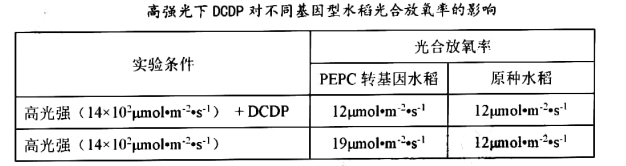 高强光下 DCDP 对不同基因型水稻光合放氧率的影响
实验条件
光合放氧率
PEPC 转基因水稻
原种水稻
高光强（14×10²μmol•m⁻²•s⁻¹） + DCDP
12μmol•m⁻²•s⁻¹
12μmol•m⁻²•s⁻¹
高光强（14×10²μmol•m⁻²•s⁻¹）
19μmol•m⁻²•s⁻¹
12μmol•m⁻²•s⁻¹